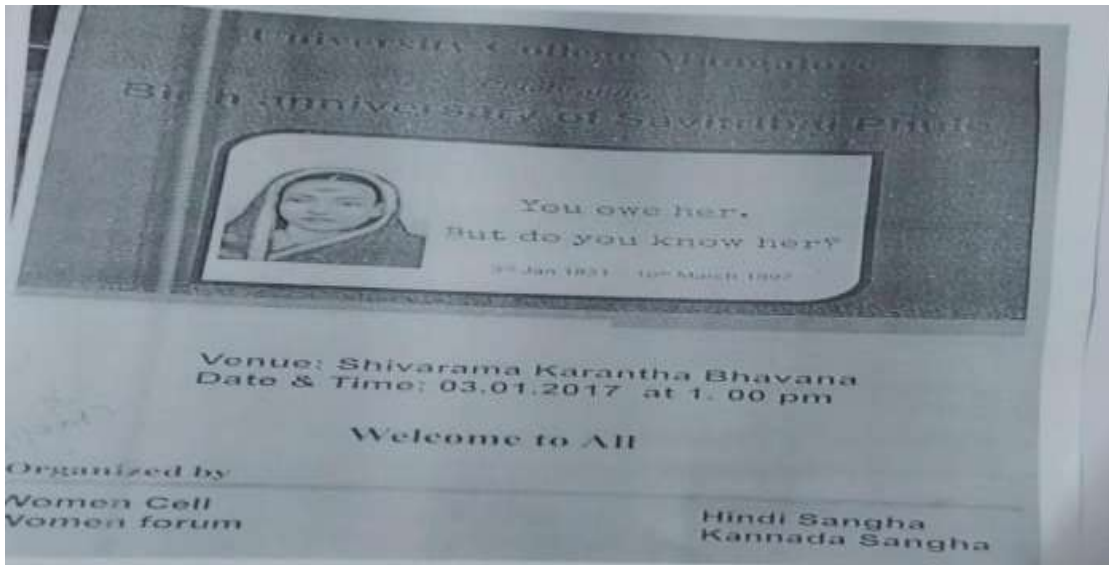 University College Mangalore
Birth Anniversary of Savitribai Phule
You owe her.
But do you know her?
3rd Jan 1831 - 10th March 1897
Venue: Shivarama Karantha Bhavana
Date & Time: 03.01.2017 at 1. 00 pm
Welcome to All
Organized by
Women Cell
Women forum
Hindi Sangha
Kannada Sangha